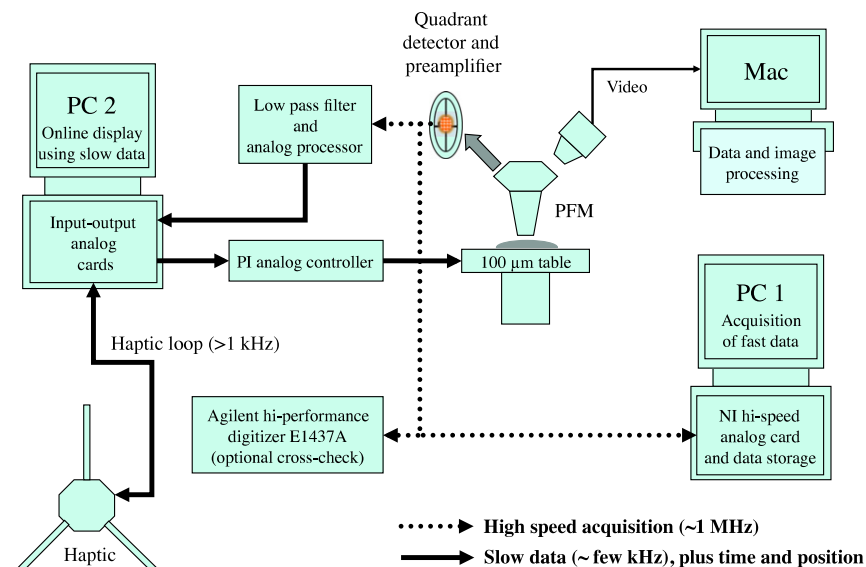 Quadrant
detector and
preamplifier
PC 2
Online display
using slow data
Low pass filter
and
analog processor
Video
Mac
Data and image
processing
PFM
Input-output
analog
cards
PI analog controller
100 µm table
PC 1
Acquisition
of fast data
Haptic loop (>1 kHz)
Agilent hi-performance
digitizer E1437A
(optional cross-check)
NI hi-speed
analog card
and data storage
Haptic
High speed acquisition (~1 MHz)
Slow data (~ few kHz), plus time and position